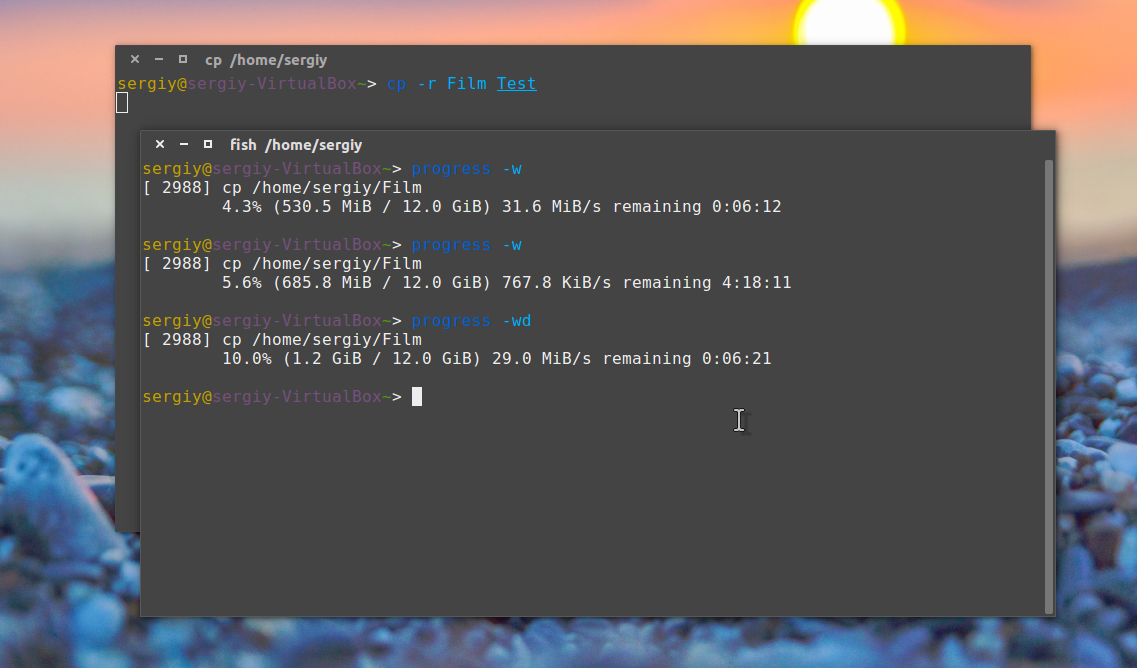 cp /home/sergiy
sergiy@sergiy-VirtualBox~> cp -r Film Test
fish /home/sergiy
sergiy@sergiy-VirtualBox~> progress -w
[ 2988] cp /home/sergiy/Film
4.3% (530.5 MiB / 12.0 GiB) 31.6 MiB/s remaining 0:06:12
sergiy@sergiy-VirtualBox~> progress -w
[ 2988] cp /home/sergiy/Film
5.6% (685.8 MiB / 12.0 GiB) 767.8 KiB/s remaining 4:18:11
sergiy@sergiy-VirtualBox~> progress -wd
[ 2988] cp /home/sergiy/Film
10.0% (1.2 GiB / 12.0 GiB) 29.0 MiB/s remaining 0:06:21
sergiy@sergiy-VirtualBox~>